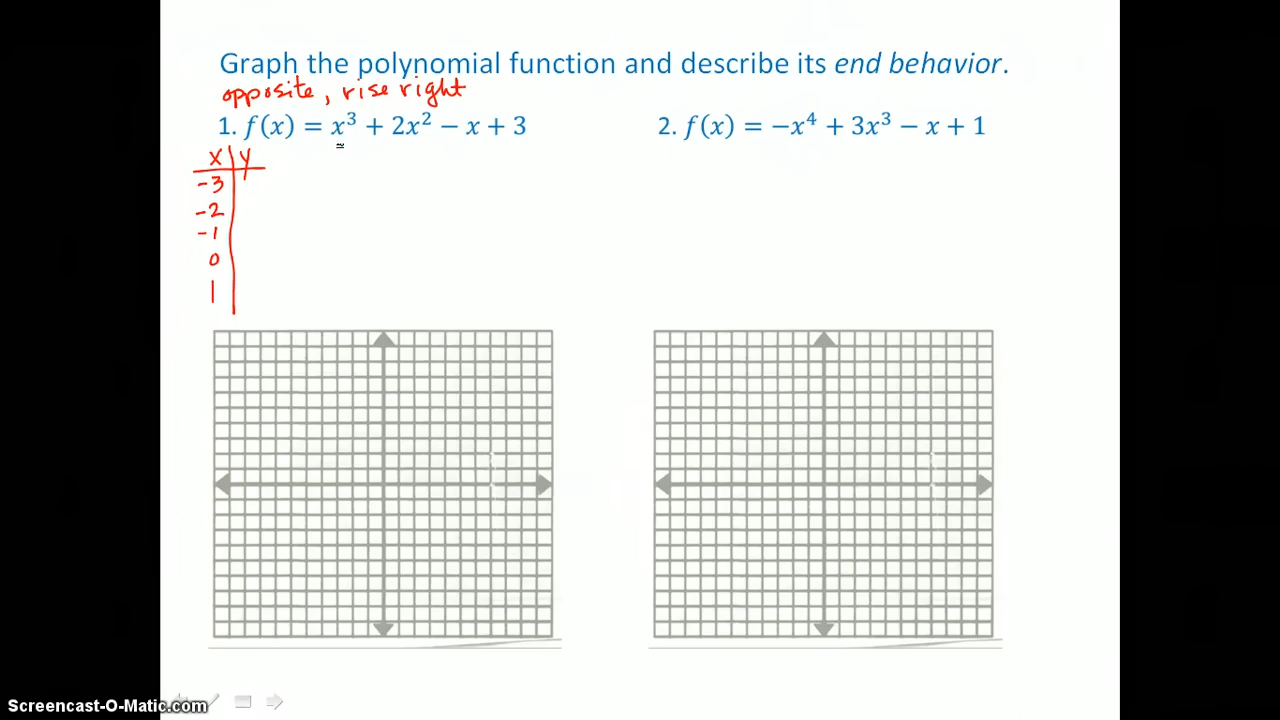 Graph the polynomial function and describe its end behavior.
opposite, rise right
1. f(x) = x³ + 2x² − x + 3
2. f(x) = −x⁴ + 3x³ − x + 1
x y
-3
-2
-1
0
1
Screencast-O-Matic.com